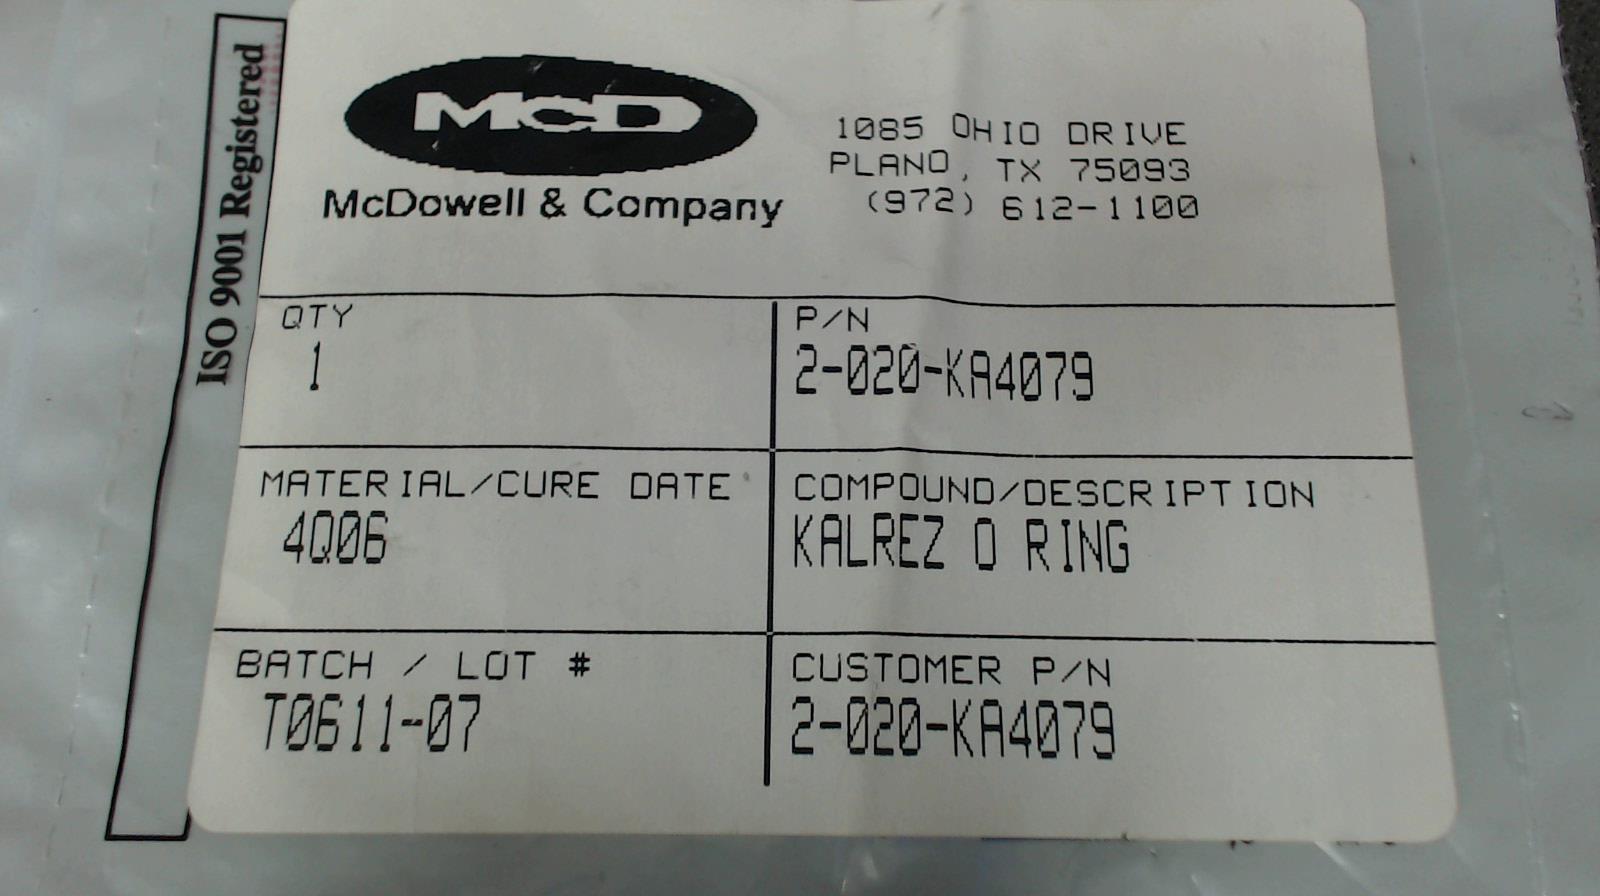 ISO 9001 Registered
McD
McDowell & Company
1085 OHIO DRIVE
PLANO, TX 75093
(972) 612-1100
QTY
1
P/N
2-020-KA4079
MATERIAL/CURE DATE
4Q06
COMPOUND/DESCRIPTION
KALREZ O RING
BATCH / LOT #
T0611-07
CUSTOMER P/N
2-020-KA4079